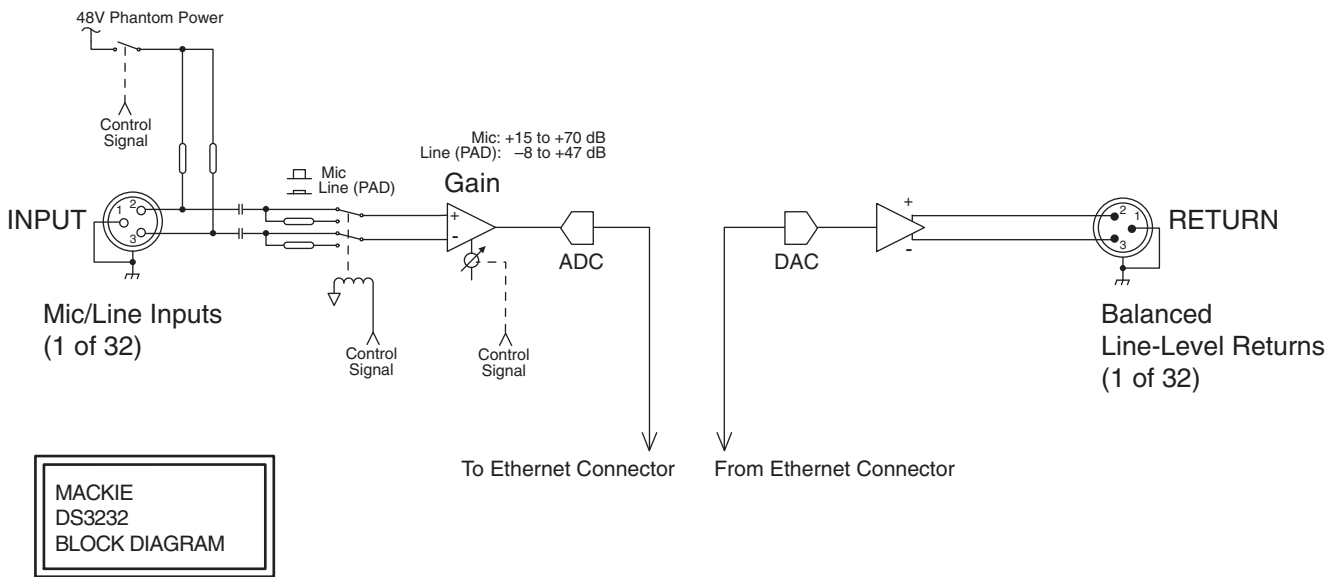 48V Phantom Power
Control
Signal
Mic: +15 to +70 dB
Line (PAD): –8 to +47 dB
Mic
Line (PAD)
Gain
+
-
INPUT
1
2
3
ADC
DAC
+
-
2
1
3
RETURN
Mic/Line Inputs
(1 of 32)
Control
Signal
Control
Signal
Balanced
Line-Level Returns
(1 of 32)
To Ethernet Connector
From Ethernet Connector
MACKIE
DS3232
BLOCK DIAGRAM